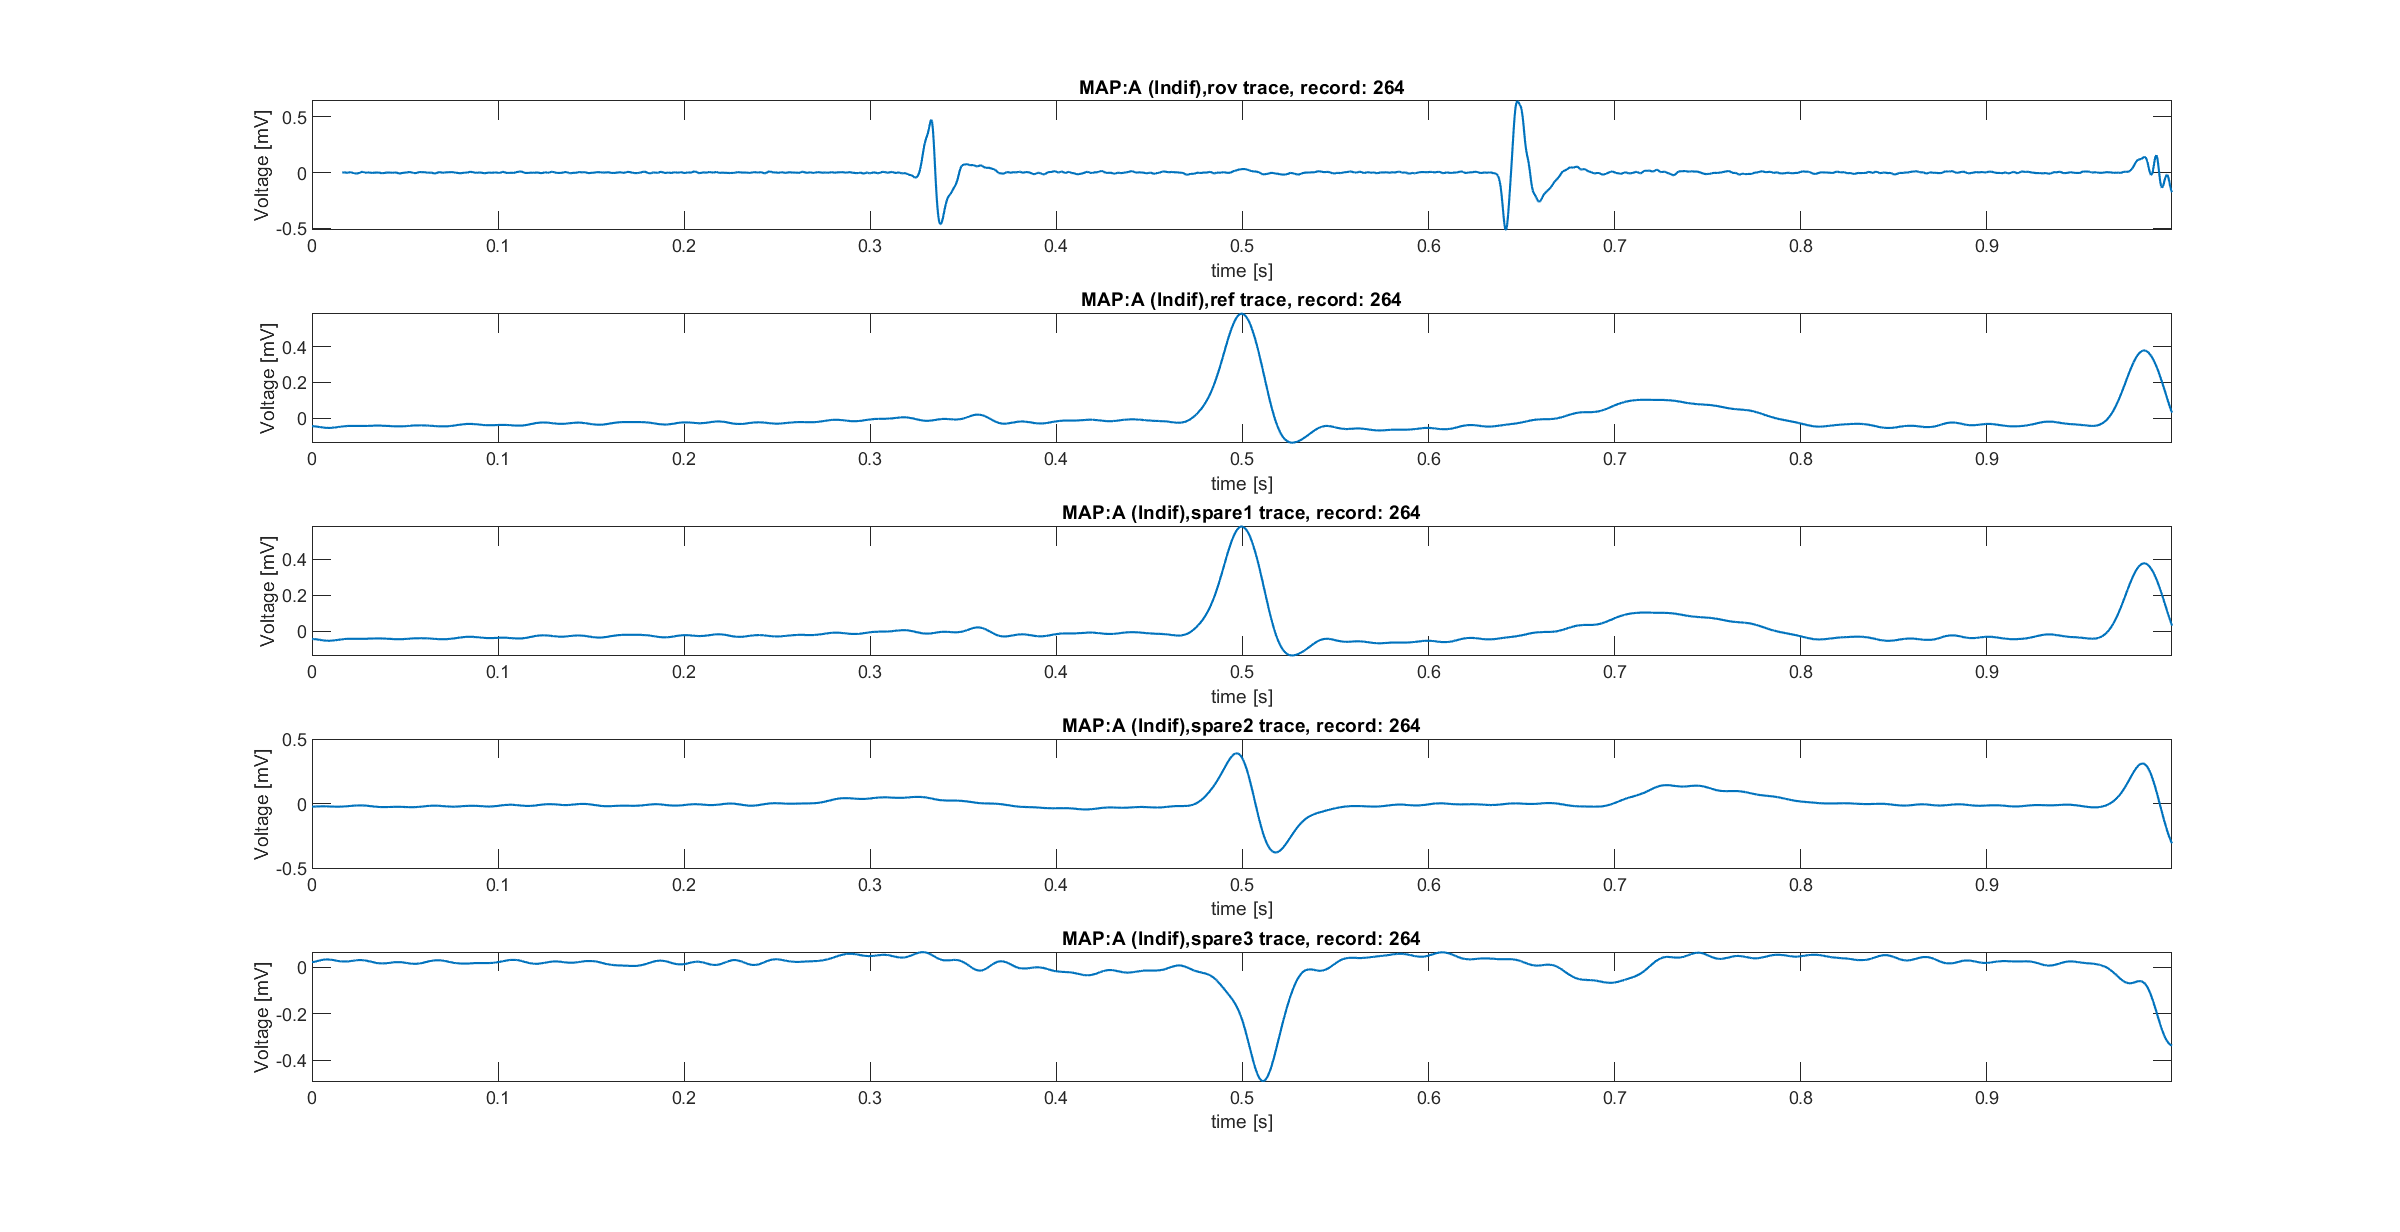 MAP:A (Indif),rov trace, record: 264
Voltage [mV]
0.5
0
-0.5
0 0.1 0.2 0.3 0.4 0.5 0.6 0.7 0.8 0.9
time [s]
MAP:A (Indif),ref trace, record: 264
Voltage [mV]
0.4
0.2
0
0 0.1 0.2 0.3 0.4 0.5 0.6 0.7 0.8 0.9
time [s]
MAP:A (Indif),spare1 trace, record: 264
Voltage [mV]
0.4
0.2
0
0 0.1 0.2 0.3 0.4 0.5 0.6 0.7 0.8 0.9
time [s]
MAP:A (Indif),spare2 trace, record: 264
Voltage [mV]
0.5
0
-0.5
0 0.1 0.2 0.3 0.4 0.5 0.6 0.7 0.8 0.9
time [s]
MAP:A (Indif),spare3 trace, record: 264
Voltage [mV]
0
-0.2
-0.4
0 0.1 0.2 0.3 0.4 0.5 0.6 0.7 0.8 0.9
time [s]